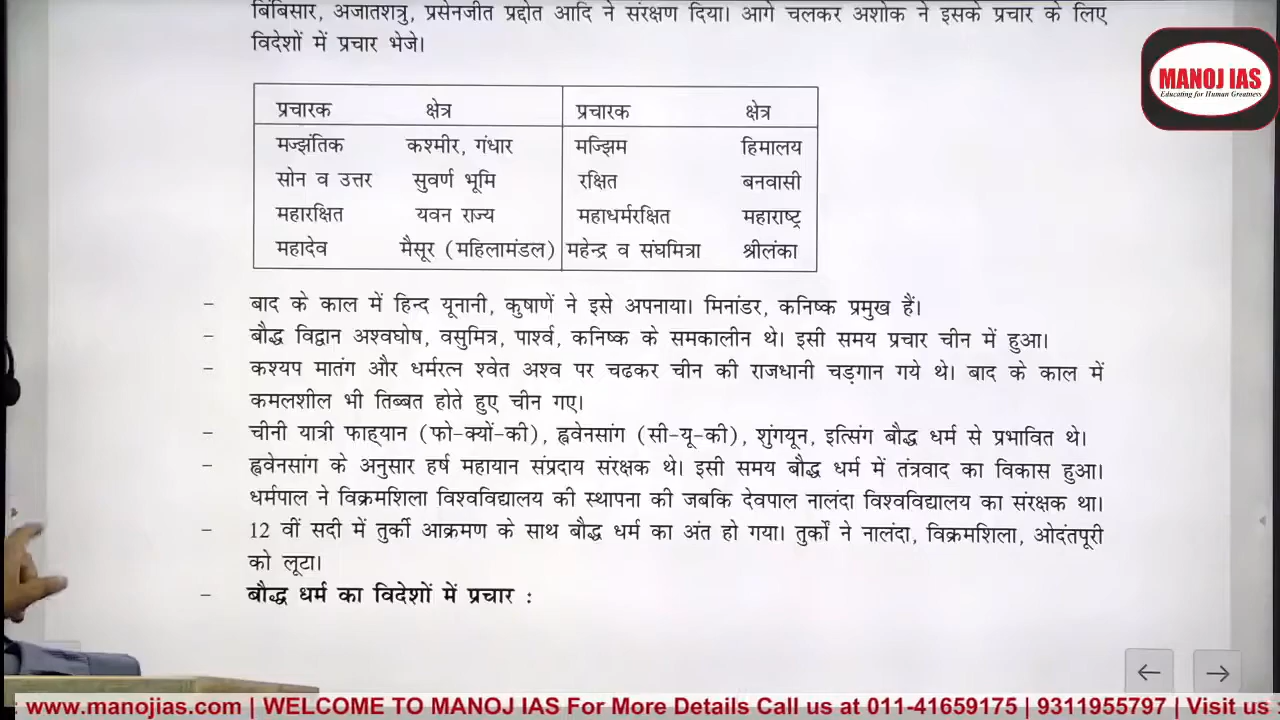 बिंबिसार, अजातशत्रु, प्रसेनजीत प्रद्दोत आदि ने संरक्षण दिया। आगे चलकर अशोक ने इसके प्रचार के लिए
विदेशों में प्रचार भेजे।
MANOJ IAS
Educating for Human Greatness
प्रचारक क्षेत्र प्रचारक क्षेत्र
मज्झंतिक कश्मीर, गंधार मज्झिम हिमालय
सोन व उत्तर सुवर्ण भूमि रक्षित बनवासी
महारक्षित यवन राज्य महाधर्मरक्षित महाराष्ट्र
महादेव मैसूर (महिलामंडल) महेन्द्र व संघमित्रा श्रीलंका
– बाद के काल में हिन्द यूनानी, कुषाणें ने इसे अपनाया। मिनांडर, कनिष्क प्रमुख हैं।
– बौद्ध विद्वान अश्वघोष, वसुमित्र, पार्श्व, कनिष्क के समकालीन थे। इसी समय प्रचार चीन में हुआ।
– कश्यप मातंग और धर्मरत्न श्वेत अश्व पर चढकर चीन की राजधानी चड़गान गये थे। बाद के काल में
कमलशील भी तिब्बत होते हुए चीन गए।
– चीनी यात्री फाह्यान (फो-क्यों-की), ह्ववेनसांग (सी-यू-की), शुंगयून, इत्सिंग बौद्ध धर्म से प्रभावित थे।
– ह्ववेनसांग के अनुसार हर्ष महायान संप्रदाय संरक्षक थे। इसी समय बौद्ध धर्म में तंत्रवाद का विकास हुआ।
धर्मपाल ने विक्रमशिला विश्वविद्यालय की स्थापना की जबकि देवपाल नालंदा विश्वविद्यालय का संरक्षक था।
– 12 वीं सदी में तुर्की आक्रमण के साथ बौद्ध धर्म का अंत हो गया। तुर्कों ने नालंदा, विक्रमशिला, ओदंतपूरी
को लूटा।
– बौद्ध धर्म का विदेशों में प्रचार :
www.manojias.com | WELCOME TO MANOJ IAS For More Details Call us at 011-41659175 | 9311955797 | Visit us :